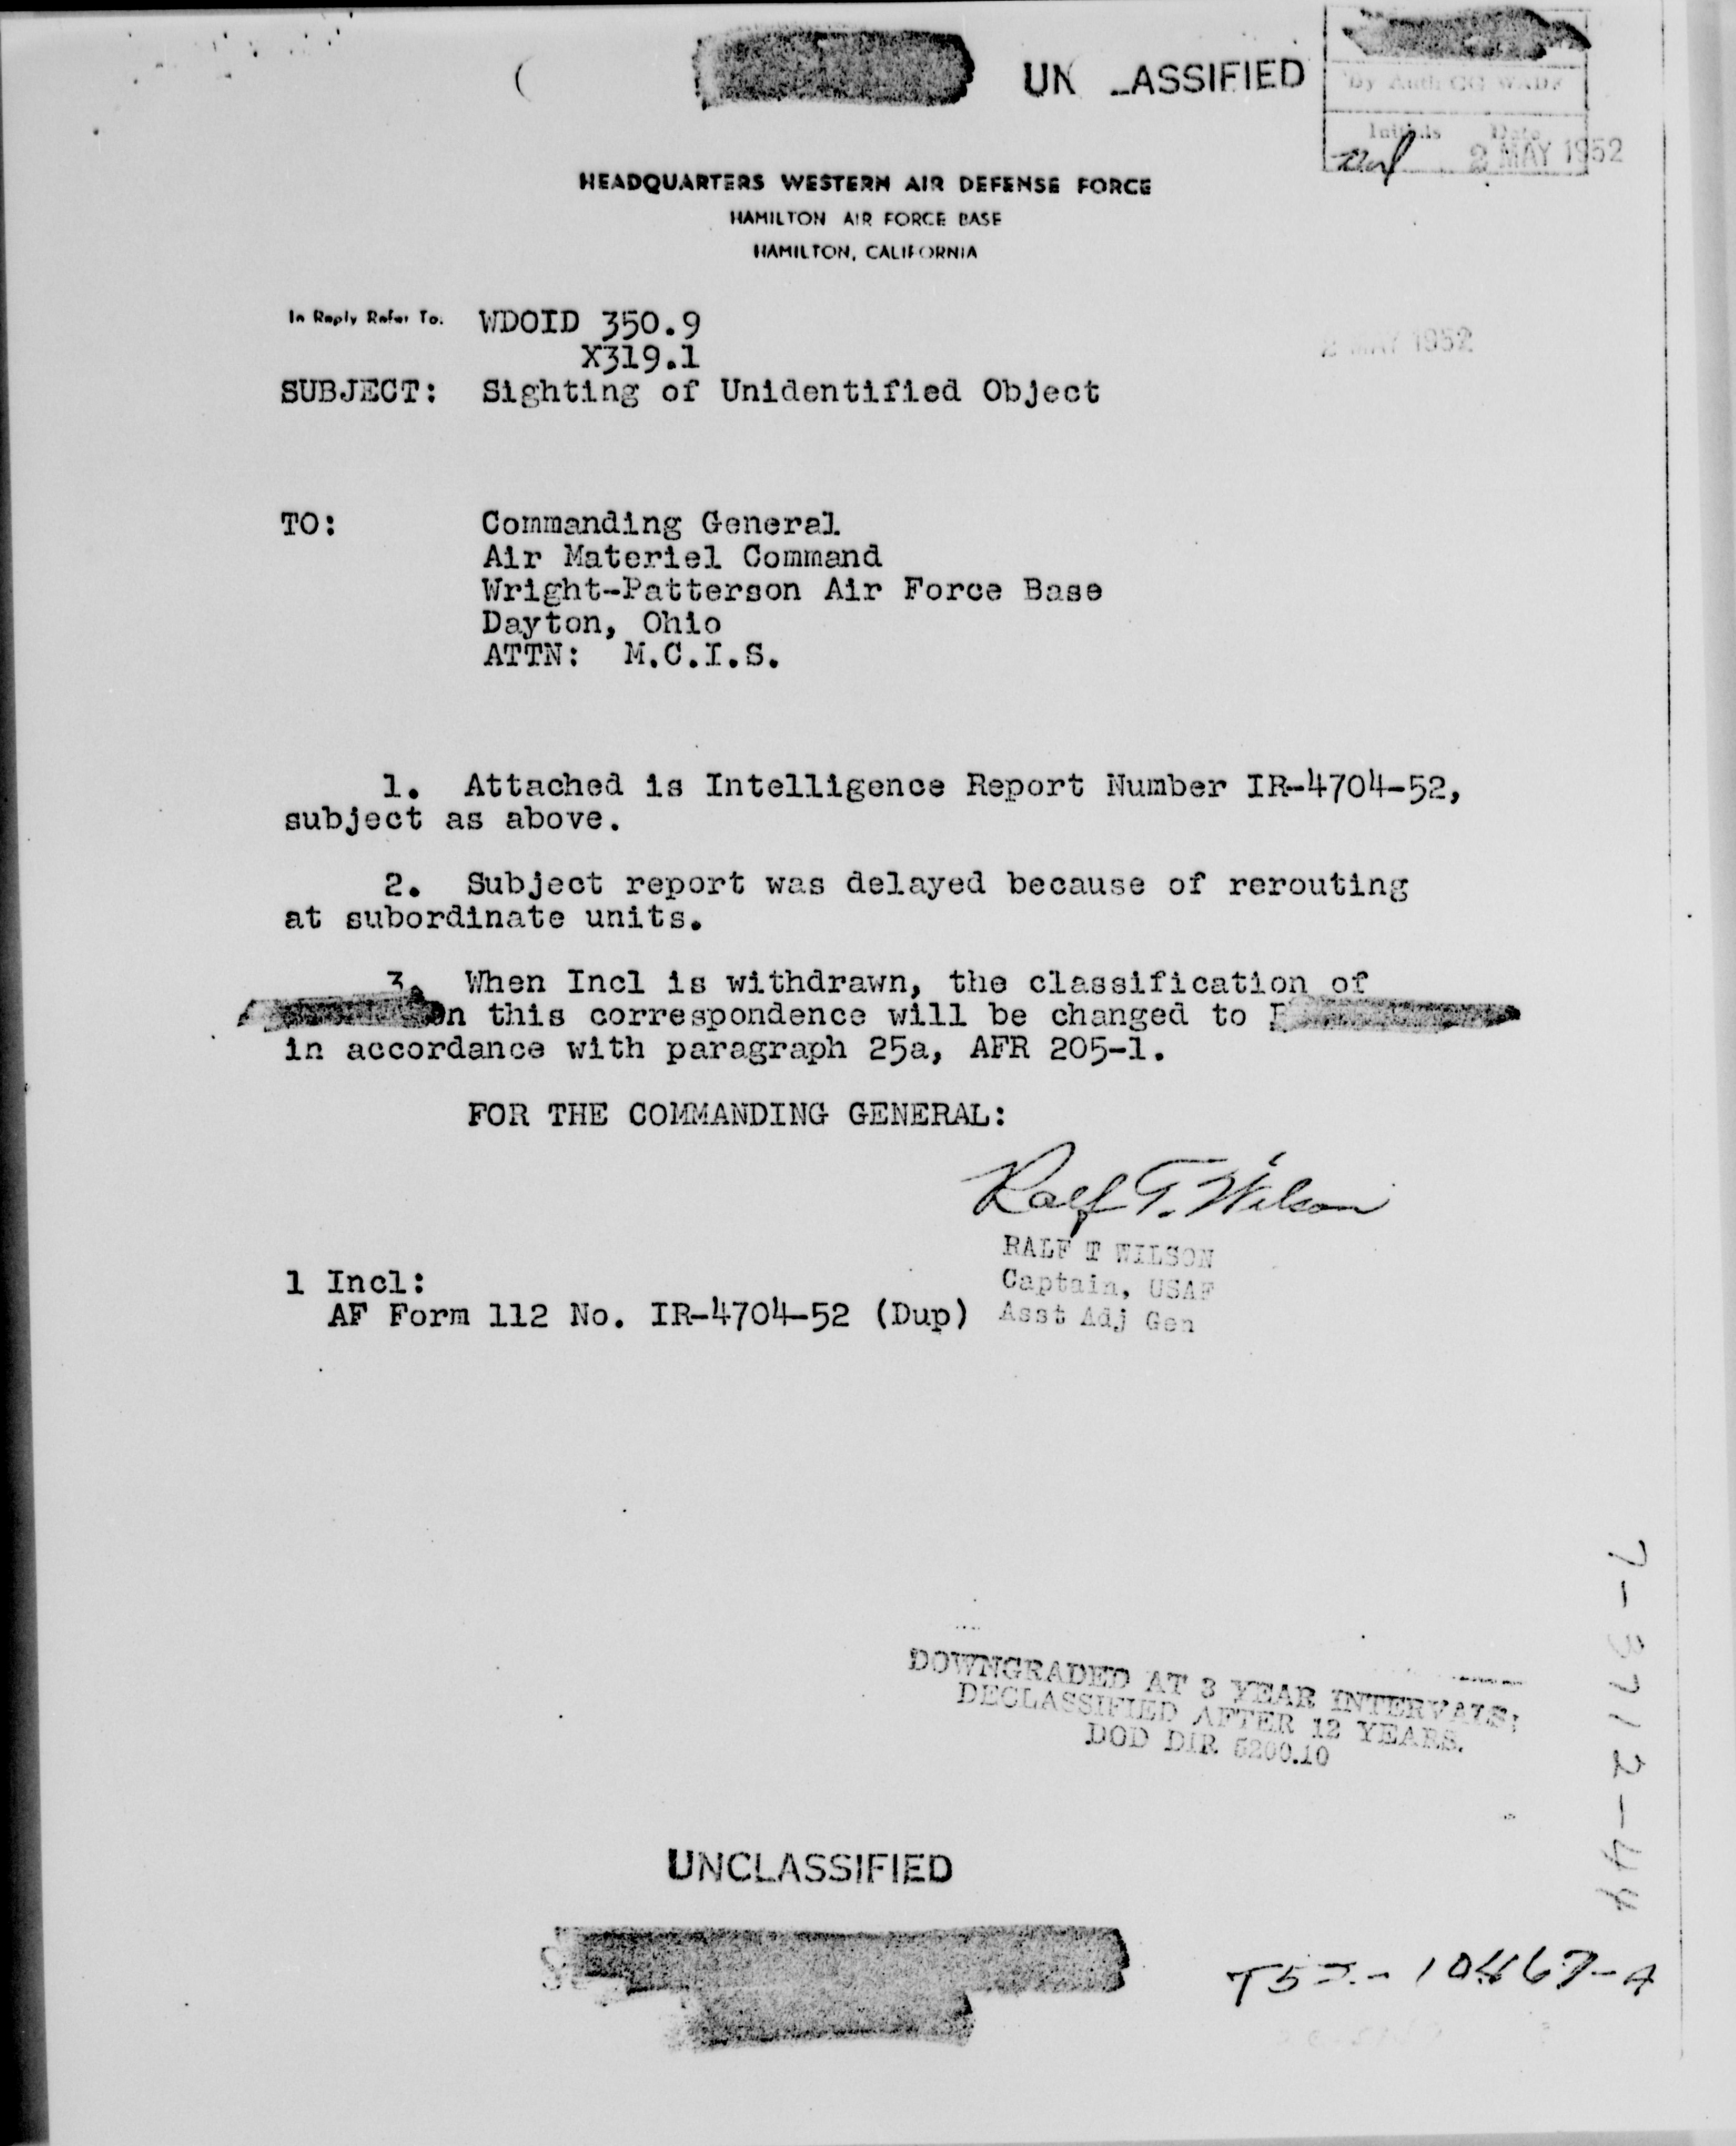 UN ASSIFIED
By Auth CG WADF
Initials Date
2 MAY 1952
HEADQUARTERS WESTERN AIR DEFENSE FORCE
HAMILTON AIR FORCE BASE
HAMILTON, CALIFORNIA
In Reply Refer To: WDOID 350.9
X319.1
2 MAY 1952
SUBJECT: Sighting of Unidentified Object
TO: Commanding General
Air Materiel Command
Wright-Patterson Air Force Base
Dayton, Ohio
ATTN: M.C.I.S.
1. Attached is Intelligence Report Number IR-4704-52,
subject as above.
2. Subject report was delayed because of rerouting
at subordinate units.
3. When Incl is withdrawn, the classification of
on this correspondence will be changed to
in accordance with paragraph 25a, AFR 205-1.
FOR THE COMMANDING GENERAL:
Ralf T. Wilson
RALF T WILSON
Captain, USAF
Asst Adj Gen
1 Incl:
AF Form 112 No. IR-4704-52 (Dup)
DOWNGRADED AT 3 YEAR INTERVALS;
DECLASSIFIED AFTER 12 YEARS.
DOD DIR 5200.10
7-3712-44
UNCLASSIFIED
T52-10467-A